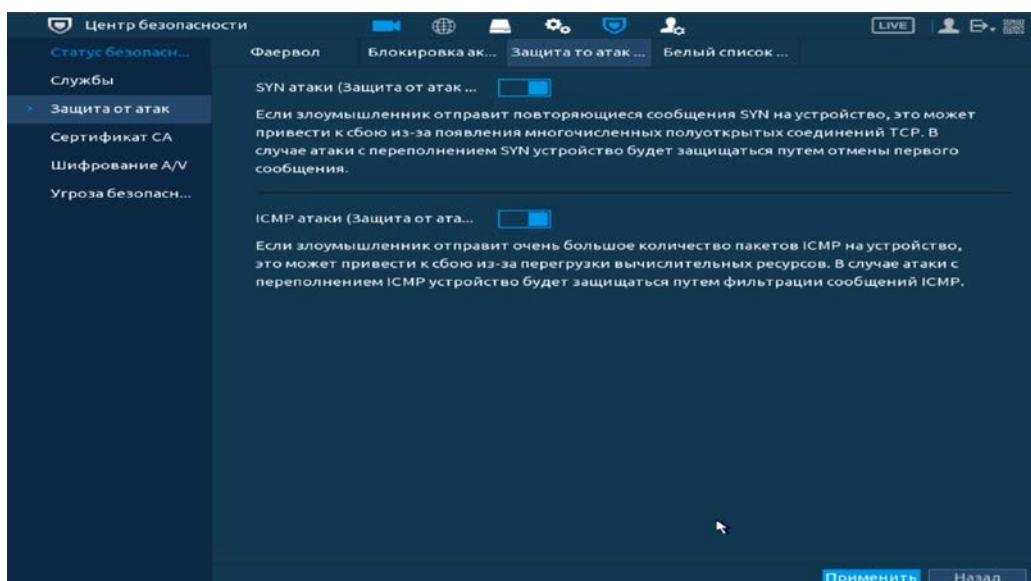 Центр безопасности
LIVE
Статус безопасн...
Службы
Защита от атак
Сертификат CA
Шифрование A/V
Угроза безопасн...
Фаервол
Блокировка ак...
Защита то атак ...
Белый список ...
SYN атаки (Защита от атак ...
Если злоумышленник отправит повторяющиеся сообщения SYN на устройство, это может
привести к сбою из-за появления многочисленных полуоткрытых соединений TCP. В
случае атаки с переполнением SYN устройство будет защищаться путем отмены первого
сообщения.
ICMP атаки (Защита от ата...
Если злоумышленник отправит очень большое количество пакетов ICMP на устройство,
это может привести к сбою из-за перегрузки вычислительных ресурсов. В случае атаки с
переполнением ICMP устройство будет защищаться путем фильтрации сообщений ICMP.
Применить
Назад